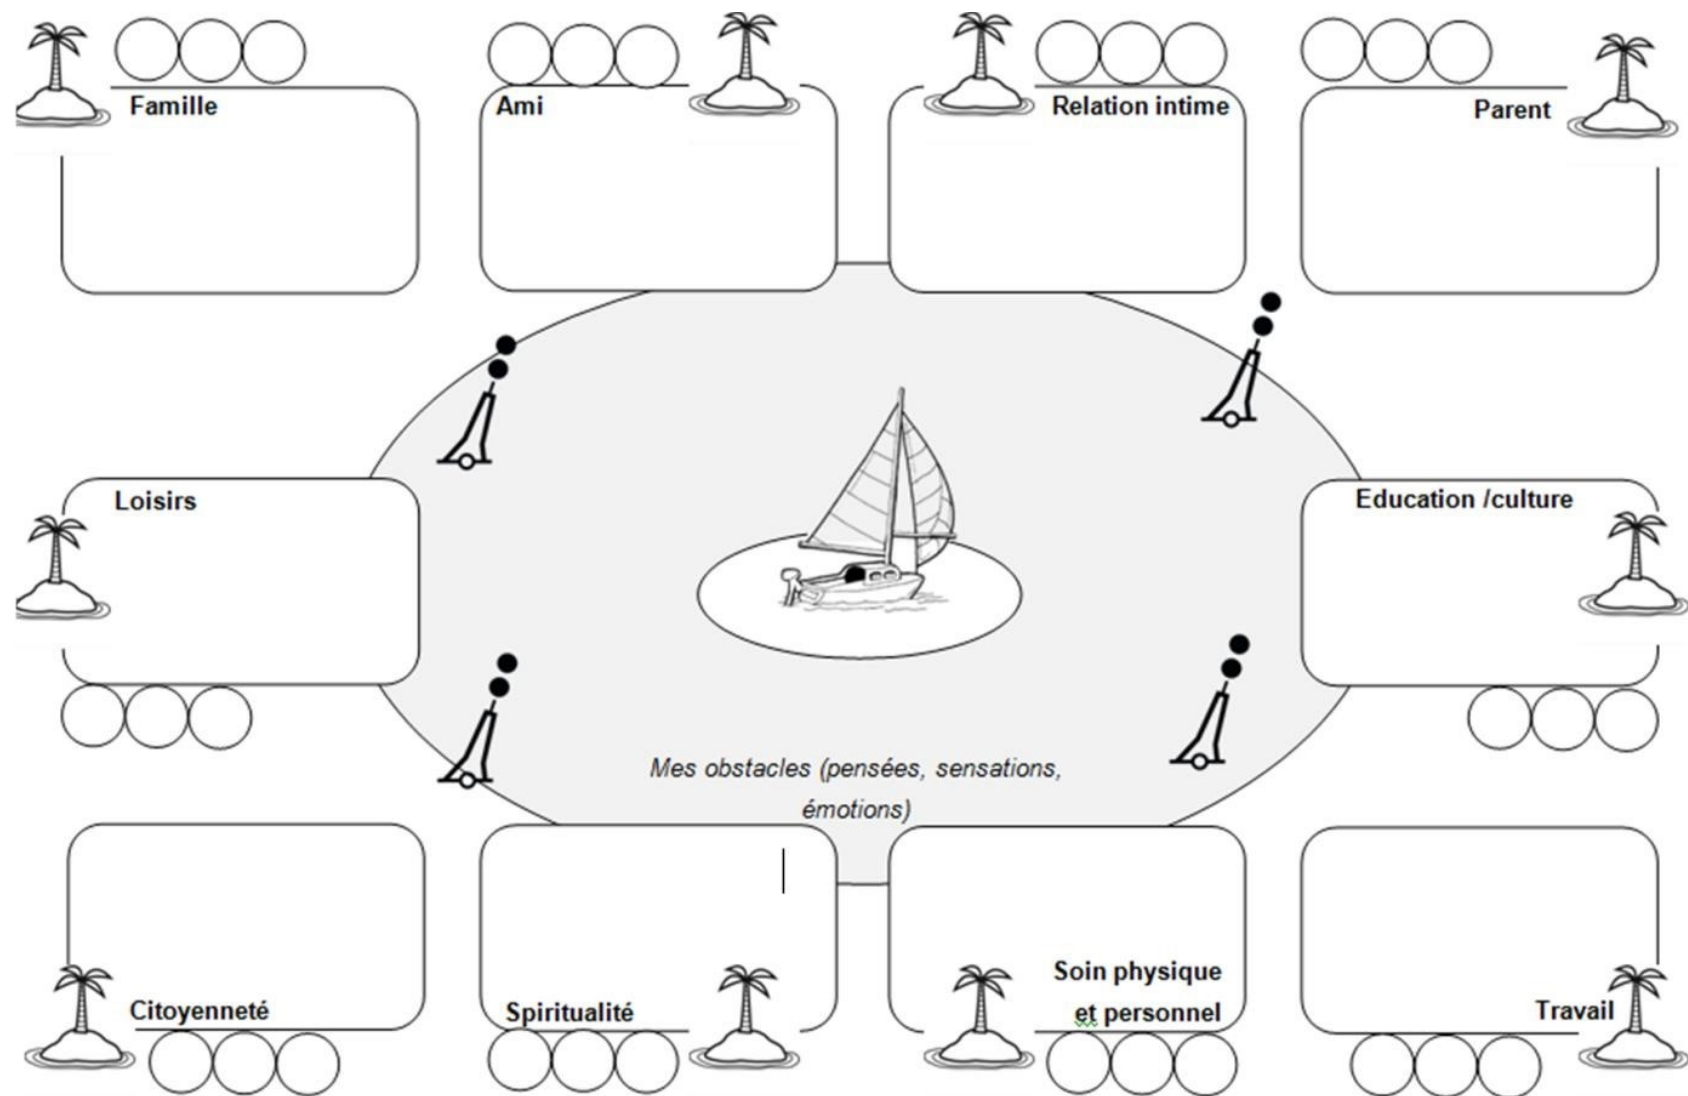 Famille
Ami
Relation intime
Parent
Loisirs
Education /culture
Mes obstacles (pensées, sensations,
émotions)
Citoyenneté
Spiritualité
Soin physique
et personnel
Travail